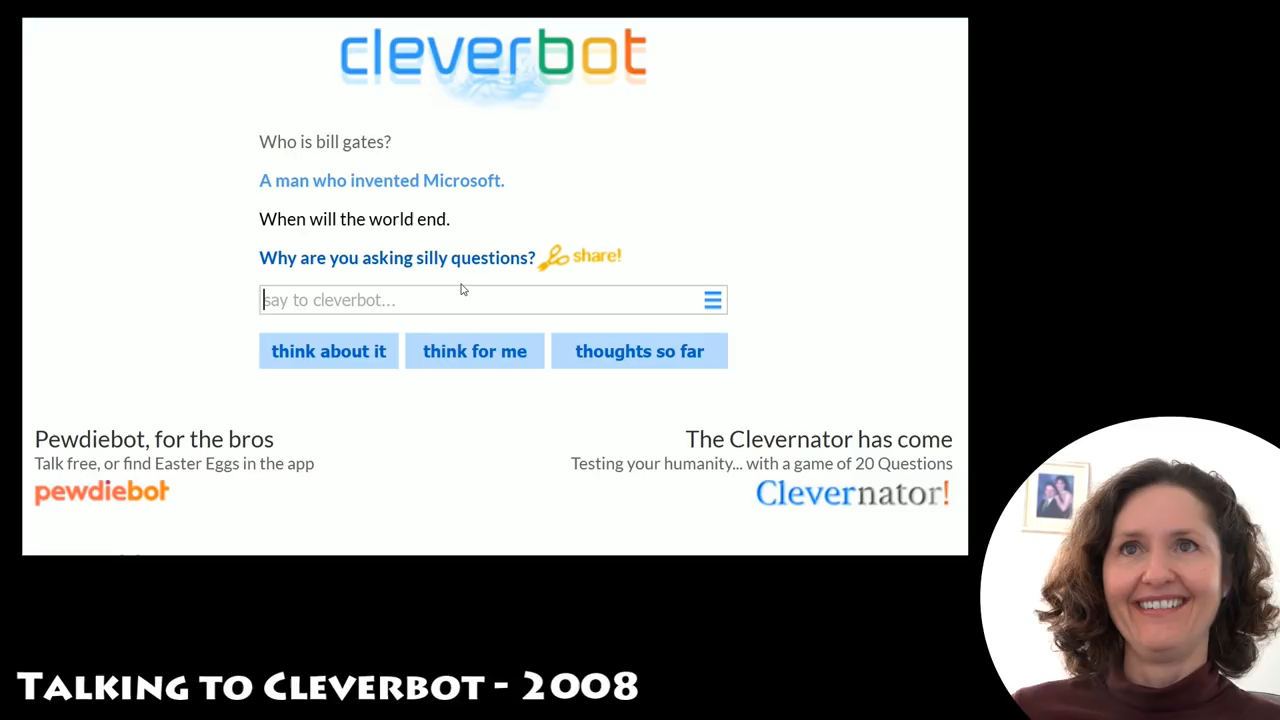 cleverbot
Who is bill gates?
A man who invented Microsoft.
When will the world end.
Why are you asking silly questions? share!
say to cleverbot...
think about it think for me thoughts so far
Pewdiebot, for the bros
Talk free, or find Easter Eggs in the app
pewdiebot
The Clevernator has come
Testing your humanity... with a game of 20 Questions
Clevernator!
Talking to Cleverbot - 2008